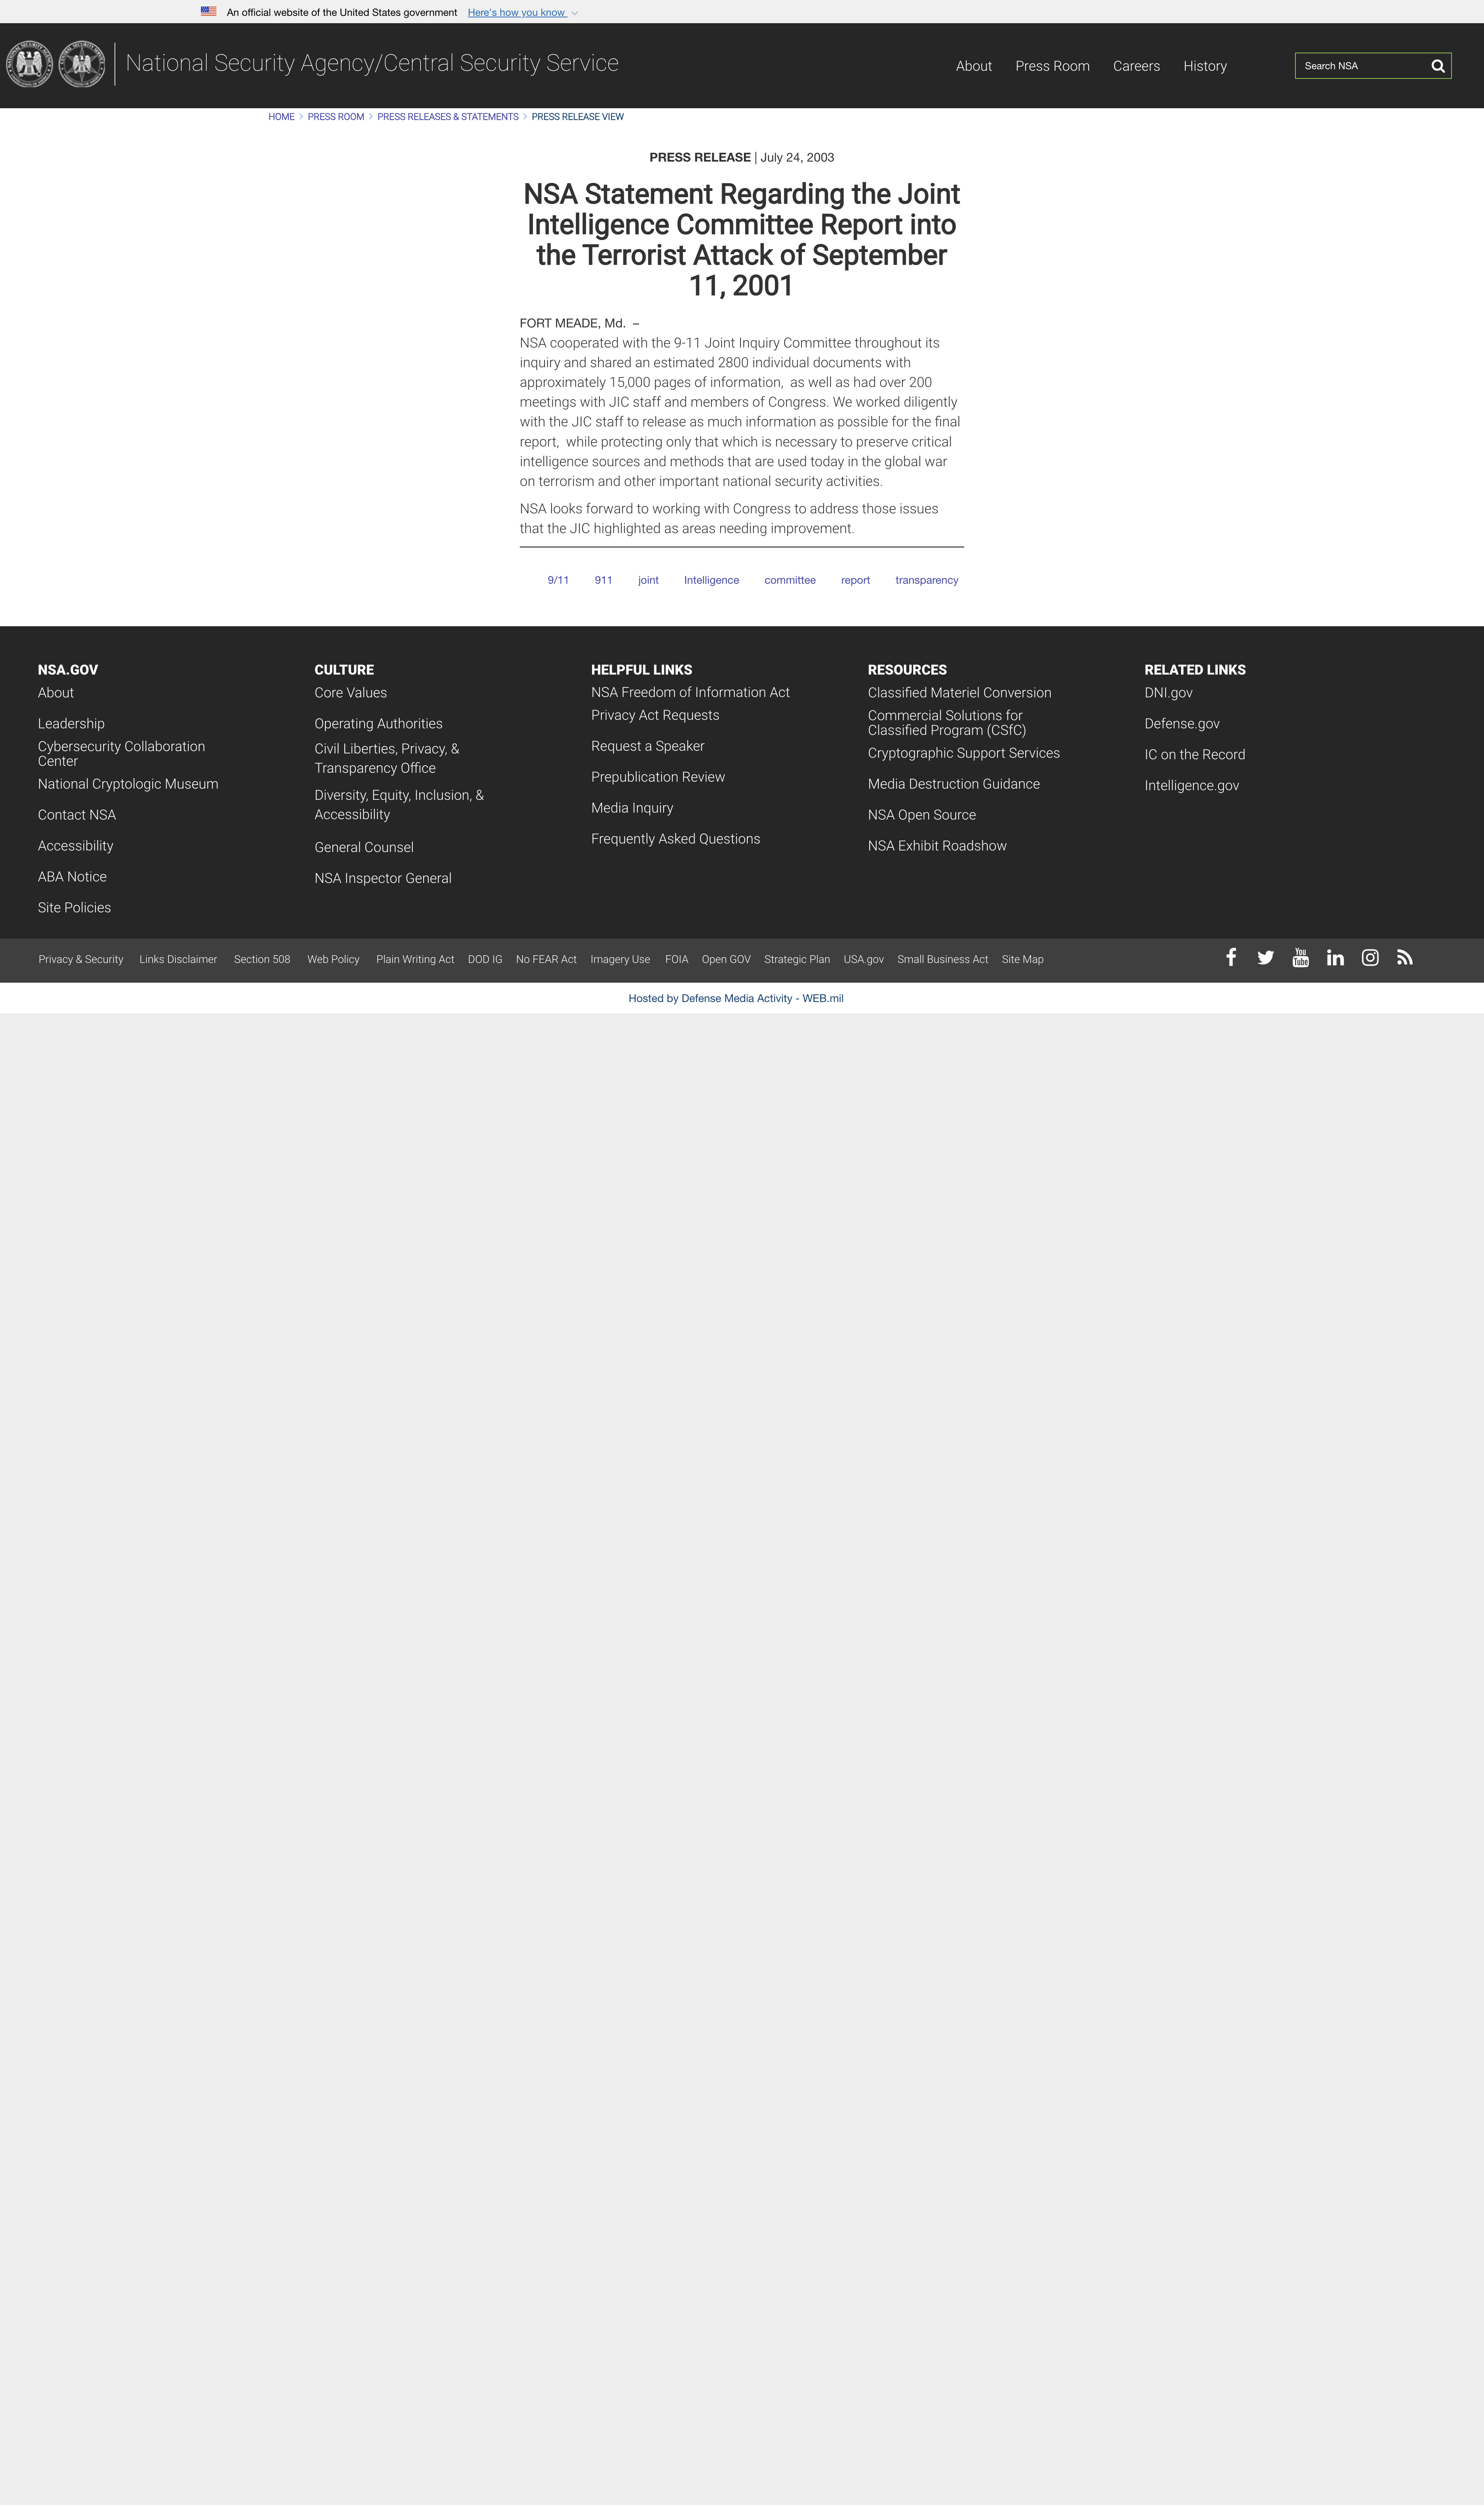 An official website of the United States government Here's how you know
National Security Agency/Central Security Service
About Press Room Careers History
Search NSA
HOME > PRESS ROOM > PRESS RELEASES & STATEMENTS > PRESS RELEASE VIEW
PRESS RELEASE | July 24, 2003
NSA Statement Regarding the Joint
Intelligence Committee Report into
the Terrorist Attack of September
11, 2001
FORT MEADE, Md. –
NSA cooperated with the 9-11 Joint Inquiry Committee throughout its
inquiry and shared an estimated 2800 individual documents with
approximately 15,000 pages of information, as well as had over 200
meetings with JIC staff and members of Congress. We worked diligently
with the JIC staff to release as much information as possible for the final
report, while protecting only that which is necessary to preserve critical
intelligence sources and methods that are used today in the global war
on terrorism and other important national security activities.
NSA looks forward to working with Congress to address those issues
that the JIC highlighted as areas needing improvement.
9/11 911 joint Intelligence committee report transparency
NSA.GOV
About
Leadership
Cybersecurity Collaboration
Center
National Cryptologic Museum
Contact NSA
Accessibility
ABA Notice
Site Policies
CULTURE
Core Values
Operating Authorities
Civil Liberties, Privacy, &
Transparency Office
Diversity, Equity, Inclusion, &
Accessibility
General Counsel
NSA Inspector General
HELPFUL LINKS
NSA Freedom of Information Act
Privacy Act Requests
Request a Speaker
Prepublication Review
Media Inquiry
Frequently Asked Questions
RESOURCES
Classified Materiel Conversion
Commercial Solutions for
Classified Program (CSfC)
Cryptographic Support Services
Media Destruction Guidance
NSA Open Source
NSA Exhibit Roadshow
RELATED LINKS
DNI.gov
Defense.gov
IC on the Record
Intelligence.gov
Privacy & Security Links Disclaimer Section 508 Web Policy Plain Writing Act DOD IG No FEAR Act Imagery Use FOIA Open GOV Strategic Plan USA.gov Small Business Act Site Map
You
Tube
Hosted by Defense Media Activity - WEB.mil